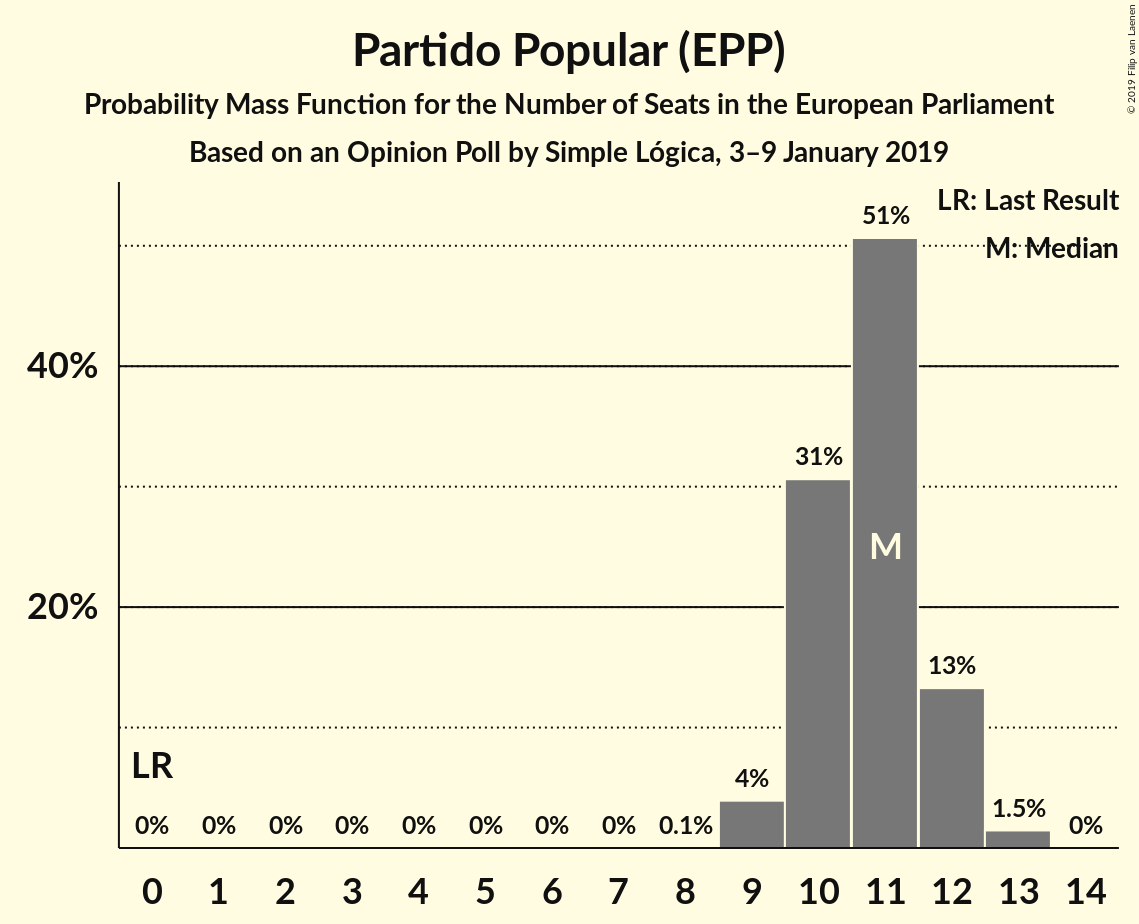 Partido Popular (EPP)
Probability Mass Function for the Number of Seats in the European Parliament
Based on an Opinion Poll by Simple Lógica, 3–9 January 2019
© 2019 Filip van Laenen
LR: Last Result
M: Median
51%
40%
31%
M
20%
13%
LR
4%
0% 0% 0% 0% 0% 0% 0% 0% 0.1% 1.5% 0%
0 1 2 3 4 5 6 7 8 9 10 11 12 13 14